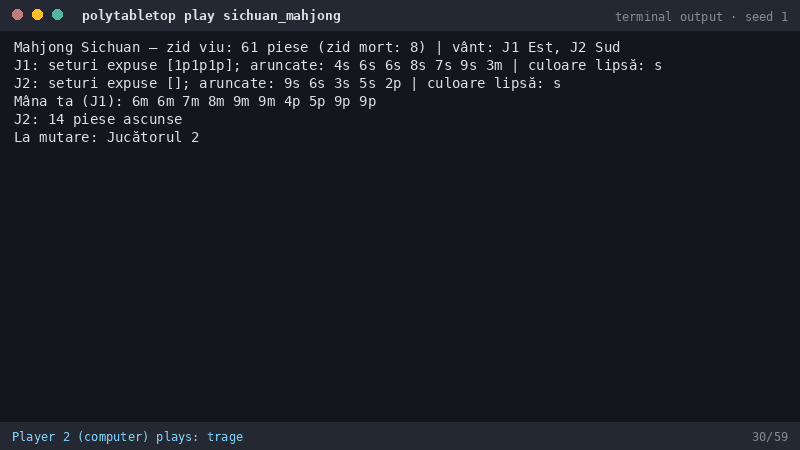 polytabletop play sichuan_mahjong
terminal output · seed 1
Mahjong Sichuan — zid viu: 61 piese (zid mort: 8) | vânt: J1 Est, J2 Sud
J1: seturi expuse [1p1p1p]; aruncate: 4s 6s 6s 8s 7s 9s 3m | culoare lipsă: s
J2: seturi expuse []; aruncate: 9s 6s 3s 5s 2p | culoare lipsă: s
Mâna ta (J1): 6m 6m 7m 8m 9m 9m 4p 5p 9p 9p
J2: 14 piese ascunse
La mutare: Jucătorul 2
Player 2 (computer) plays: trage
30/59